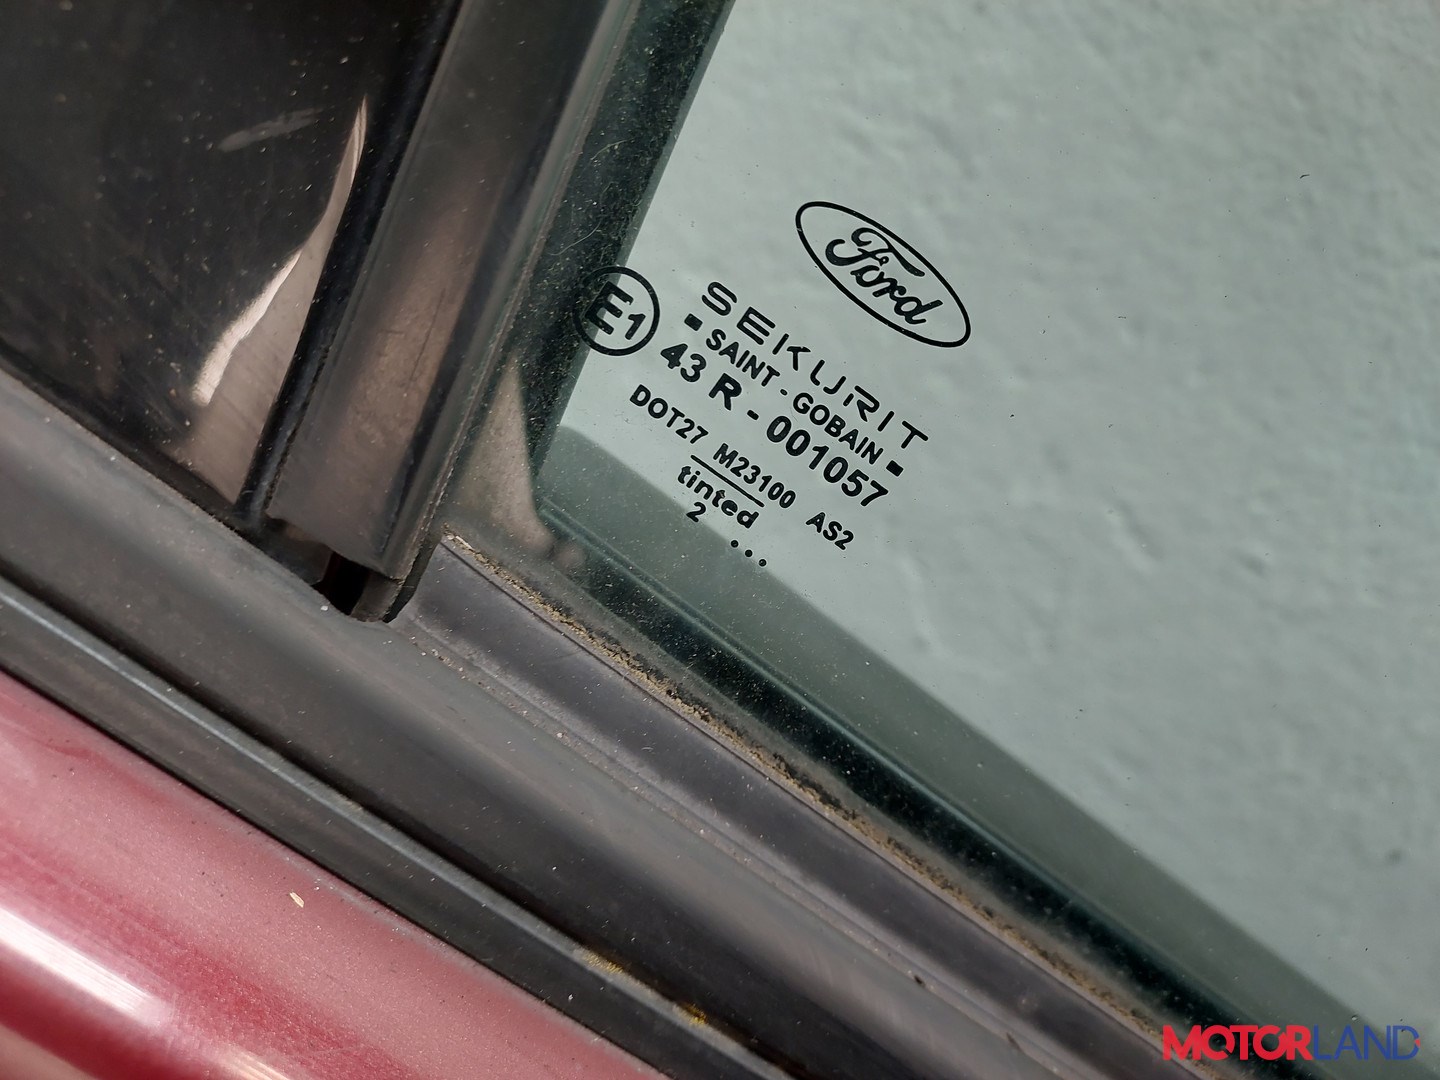 Ford
E1
SEKURIT
- SAINT - GOBAIN -
43 R - 001057
DOT27 M23100 AS2
tinted
2 ...
MOTORLAND